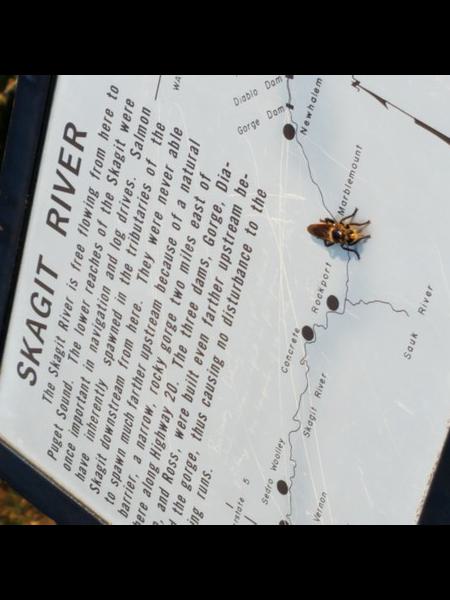 SKAGIT RIVER
The Skagit River is free flowing from here to
Puget Sound. The lower reaches of the Skagit were
once important in navigation and log drives. Salmon
have inherently spawned in the tributaries of the
Skagit downstream from here. They were never able
to spawn much farther upstream because of a natural
barrier, a narrow, rocky gorge two miles east of
here along Highway 20. The three dams, Gorge, Dia-
and Ross, were built even farther upstream be-
the gorge, thus causing no disturbance to the
ing runs.
WA
Diablo Dam
Gorge Dam
Newhalem
Marblemount
Rockport
Concrete
Sauk River
Skagit River
Sedro Woolley
erstate 5
Vernon